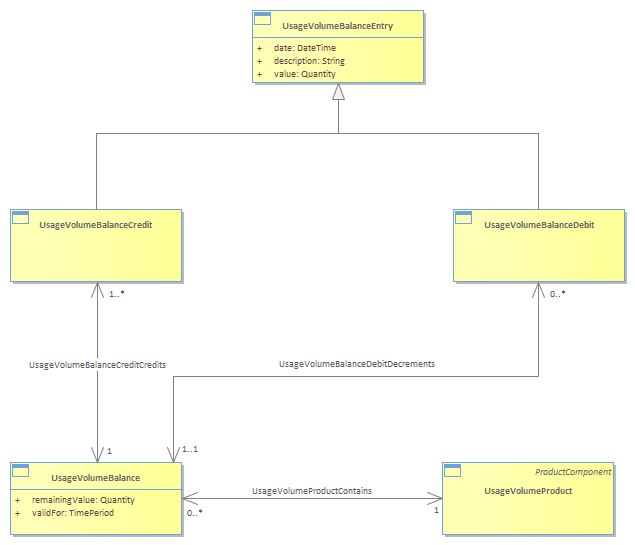 UsageVolumeBalanceEntry
+ date: DateTime
+ description: String
+ value: Quantity
UsageVolumeBalanceCredit
UsageVolumeBalanceDebit
1..*
0..*
UsageVolumeBalanceCreditCredits
UsageVolumeBalanceDebitDecrements
1
1..1
UsageVolumeBalance
+ remainingValue: Quantity
+ validFor: TimePeriod
UsageVolumeProductContains
0..*
1
ProductComponent
UsageVolumeProduct